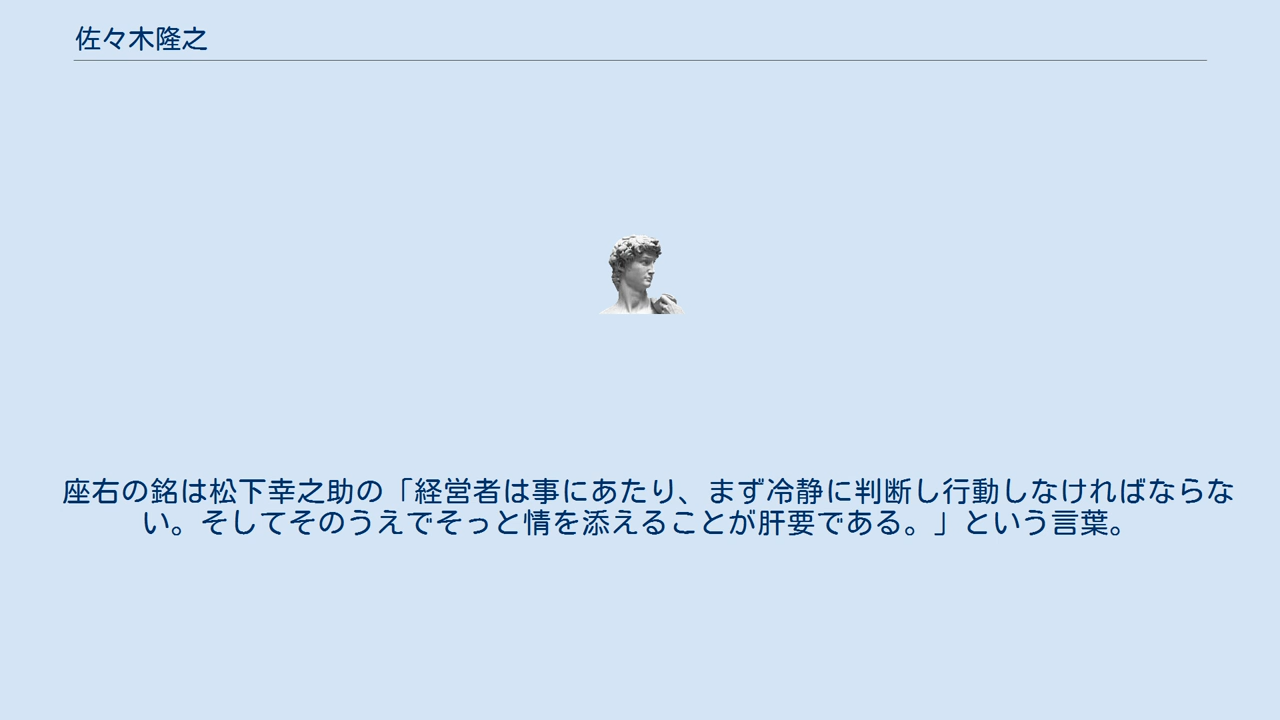 佐々木隆之
座右の銘は松下幸之助の「経営者は事にあたり、まず冷静に判断し行動しなければならな
い。そしてそのうえでそっと情を添えることが肝要である。」という言葉。